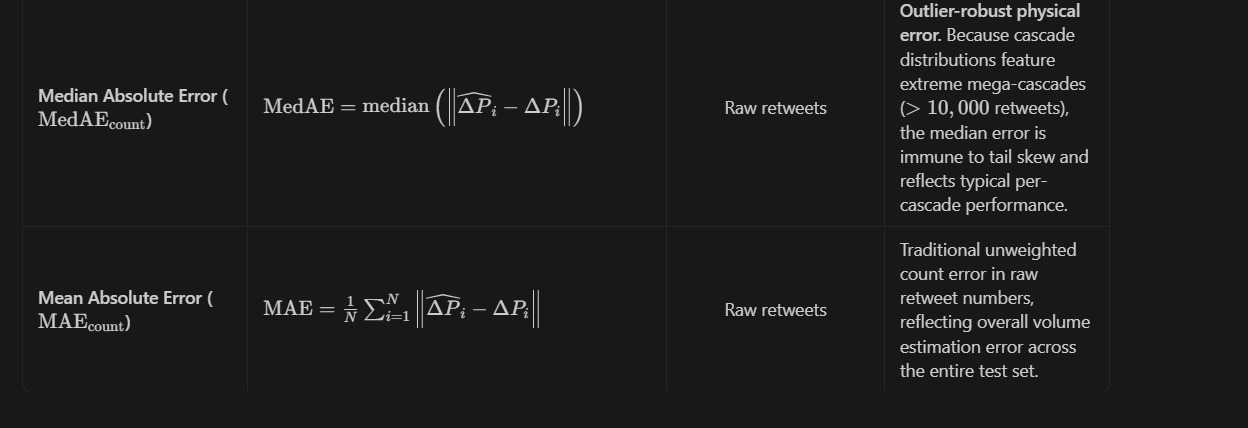 Outlier-robust physical
error. Because cascade
distributions feature
extreme mega-cascades
(> 10,000 retweets),
the median error is
immune to tail skew and
reflects typical per-
cascade performance.
Median Absolute Error (
MedAE_count)
MedAE = median(‖\widehat{ΔP}_i − ΔP_i‖)
Raw retweets
Mean Absolute Error (
MAE_count)
MAE = \frac{1}{N} ∑_{i=1}^{N} ‖\widehat{ΔP}_i − ΔP_i‖
Raw retweets
Traditional unweighted
count error in raw
retweet numbers,
reflecting overall volume
estimation error across
the entire test set.